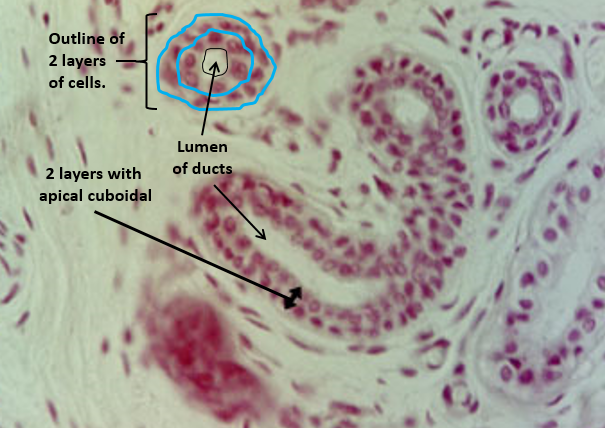 Outline of
2 layers
of cells.
Lumen
of ducts
2 layers with
apical cuboidal